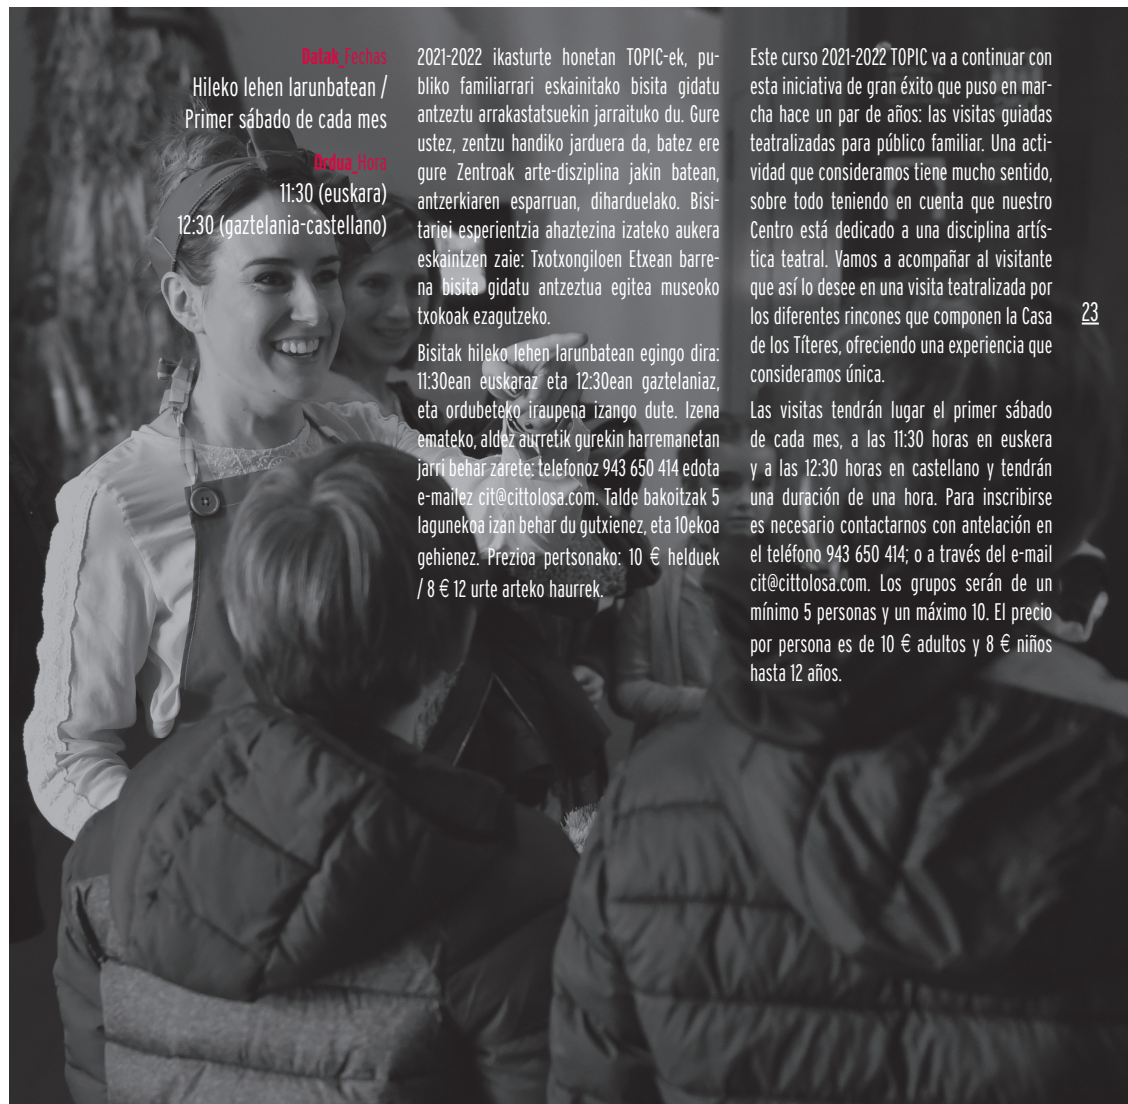 Datak_Fechas
Hileko lehen larunbatean /
Primer sábado de cada mes
Ordua_Hora
11:30 (euskara)
12:30 (gaztelania-castellano)
2021-2022 ikasturte honetan TOPIC-ek, pu-
bliko familiarrari eskainitako bisita gidatu
antzeztu arrakastatsuekin jarraituko du. Gure
ustez, zentzu handiko jarduera da, batez ere
gure Zentroak arte-disziplina jakin batean,
antzerkiaren esparruan, diharduelako. Bisi-
tariei esperientzia ahaztezina izateko aukera
eskaintzen zaie: Txotxongiloen Etxean barre-
na bisita gidatu antzeztua egitea museoko
txokoak ezagutzeko.
Bisitak hileko lehen larunbatean egingo dira:
11:30ean euskaraz eta 12:30ean gaztelaniaz,
eta ordubeteko iraupena izango dute. Izena
emateko, aldez aurretik gurekin harremanetan
jarri behar zarete: telefonoz 943 650 414 edota
e-mailez cit@cittolosa.com. Talde bakoitzak 5
lagunekoa izan behar du gutxienez, eta 10ekoa
gehienez. Prezioa pertsonako: 10 € helduek
/ 8 € 12 urte arteko haurrek.
Este curso 2021-2022 TOPIC va a continuar con
esta iniciativa de gran éxito que puso en mar-
cha hace un par de años: las visitas guiadas
teatralizadas para público familiar. Una acti-
vidad que consideramos tiene mucho sentido,
sobre todo teniendo en cuenta que nuestro
Centro está dedicado a una disciplina artís-
tica teatral. Vamos a acompañar al visitante
que así lo desee en una visita teatralizada por
los diferentes rincones que componen la Casa
de los Títeres, ofreciendo una experiencia que
consideramos única.
Las visitas tendrán lugar el primer sábado
de cada mes, a las 11:30 horas en euskera
y a las 12:30 horas en castellano y tendrán
una duración de una hora. Para inscribirse
es necesario contactarnos con antelación en
el teléfono 943 650 414; o a través del e-mail
cit@cittolosa.com. Los grupos serán de un
mínimo 5 personas y un máximo 10. El precio
por persona es de 10 € adultos y 8 € niños
hasta 12 años.
23